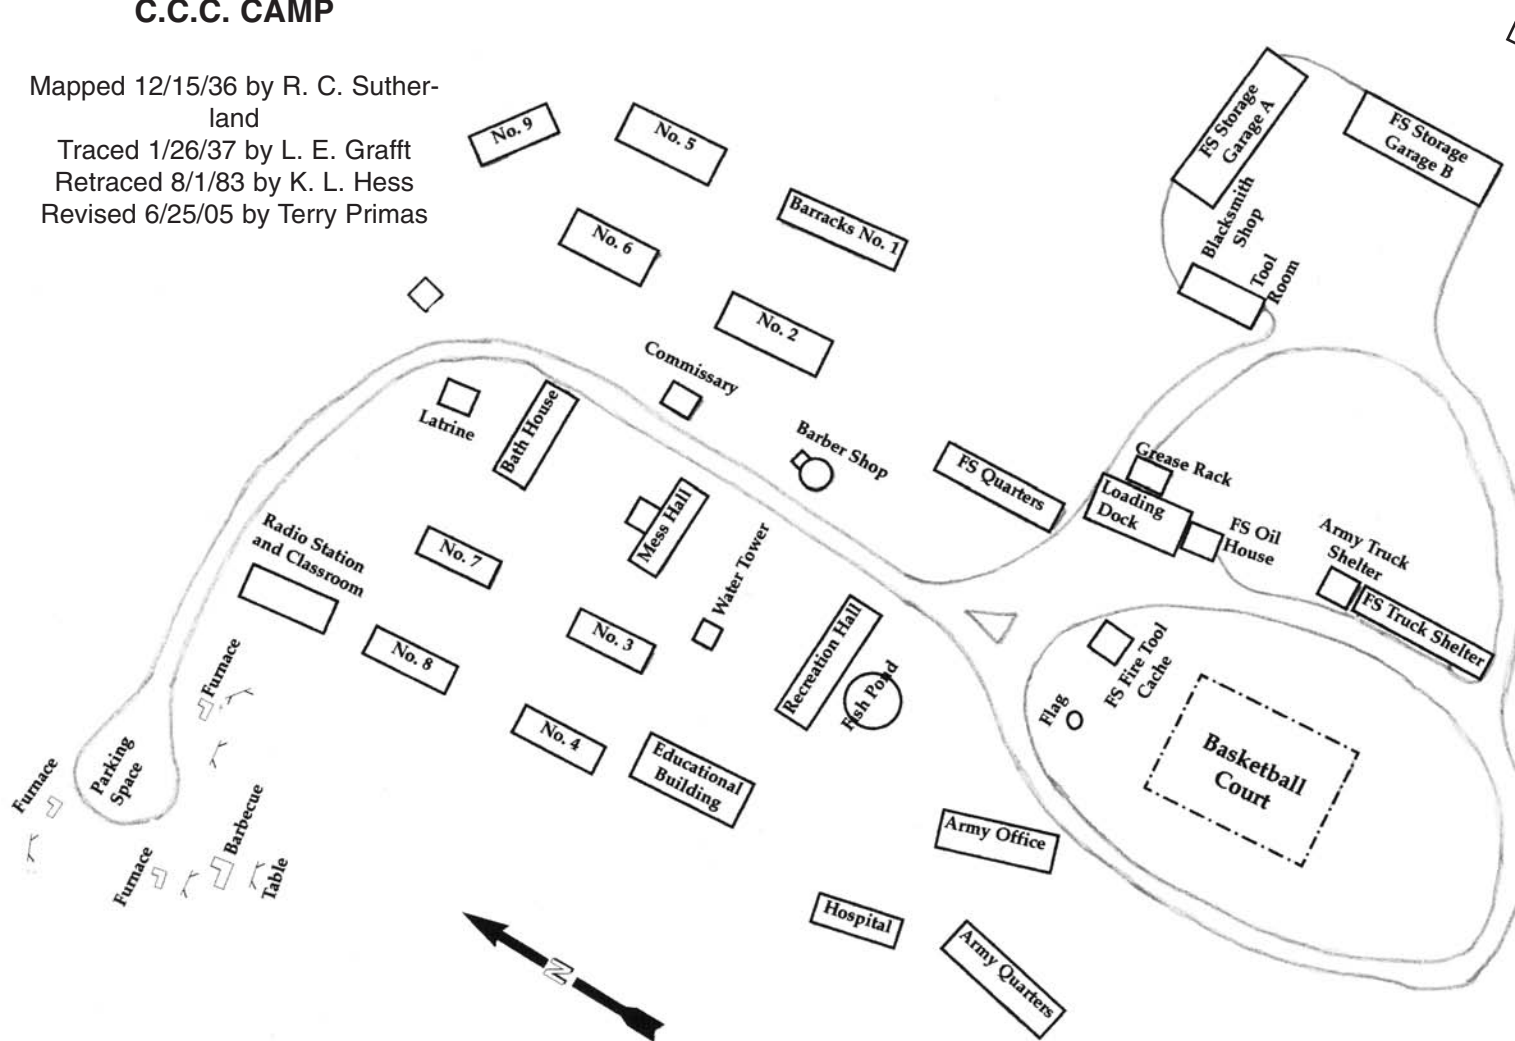 C.C.C. CAMP
Mapped 12/15/36 by R. C. Suther-
land
Traced 1/26/37 by L. E. Grafft
Retraced 8/1/83 by K. L. Hess
Revised 6/25/05 by Terry Primas
No. 9
No. 5
No. 6
Barracks No. 1
No. 2
FS Storage
Garage A
FS Storage
Garage B
Blacksmith
Shop
Tool
Room
Commissary
Latrine
Bath House
Barber Shop
FS Quarters
Grease Rack
Loading
Dock
FS Oil
House
Army Truck
Shelter
FS Truck Shelter
Radio Station
and Classroom
No. 7
Mess Hall
Water Tower
No. 3
No. 8
Recreation Hall
Fish Pond
FS Fire Tool
Cache
Flag
Basketball
Court
No. 4
Educational
Building
Furnace
Parking
Space
Furnace
Barbecue
Furnace
Table
Army Office
Hospital
Army Quarters
N